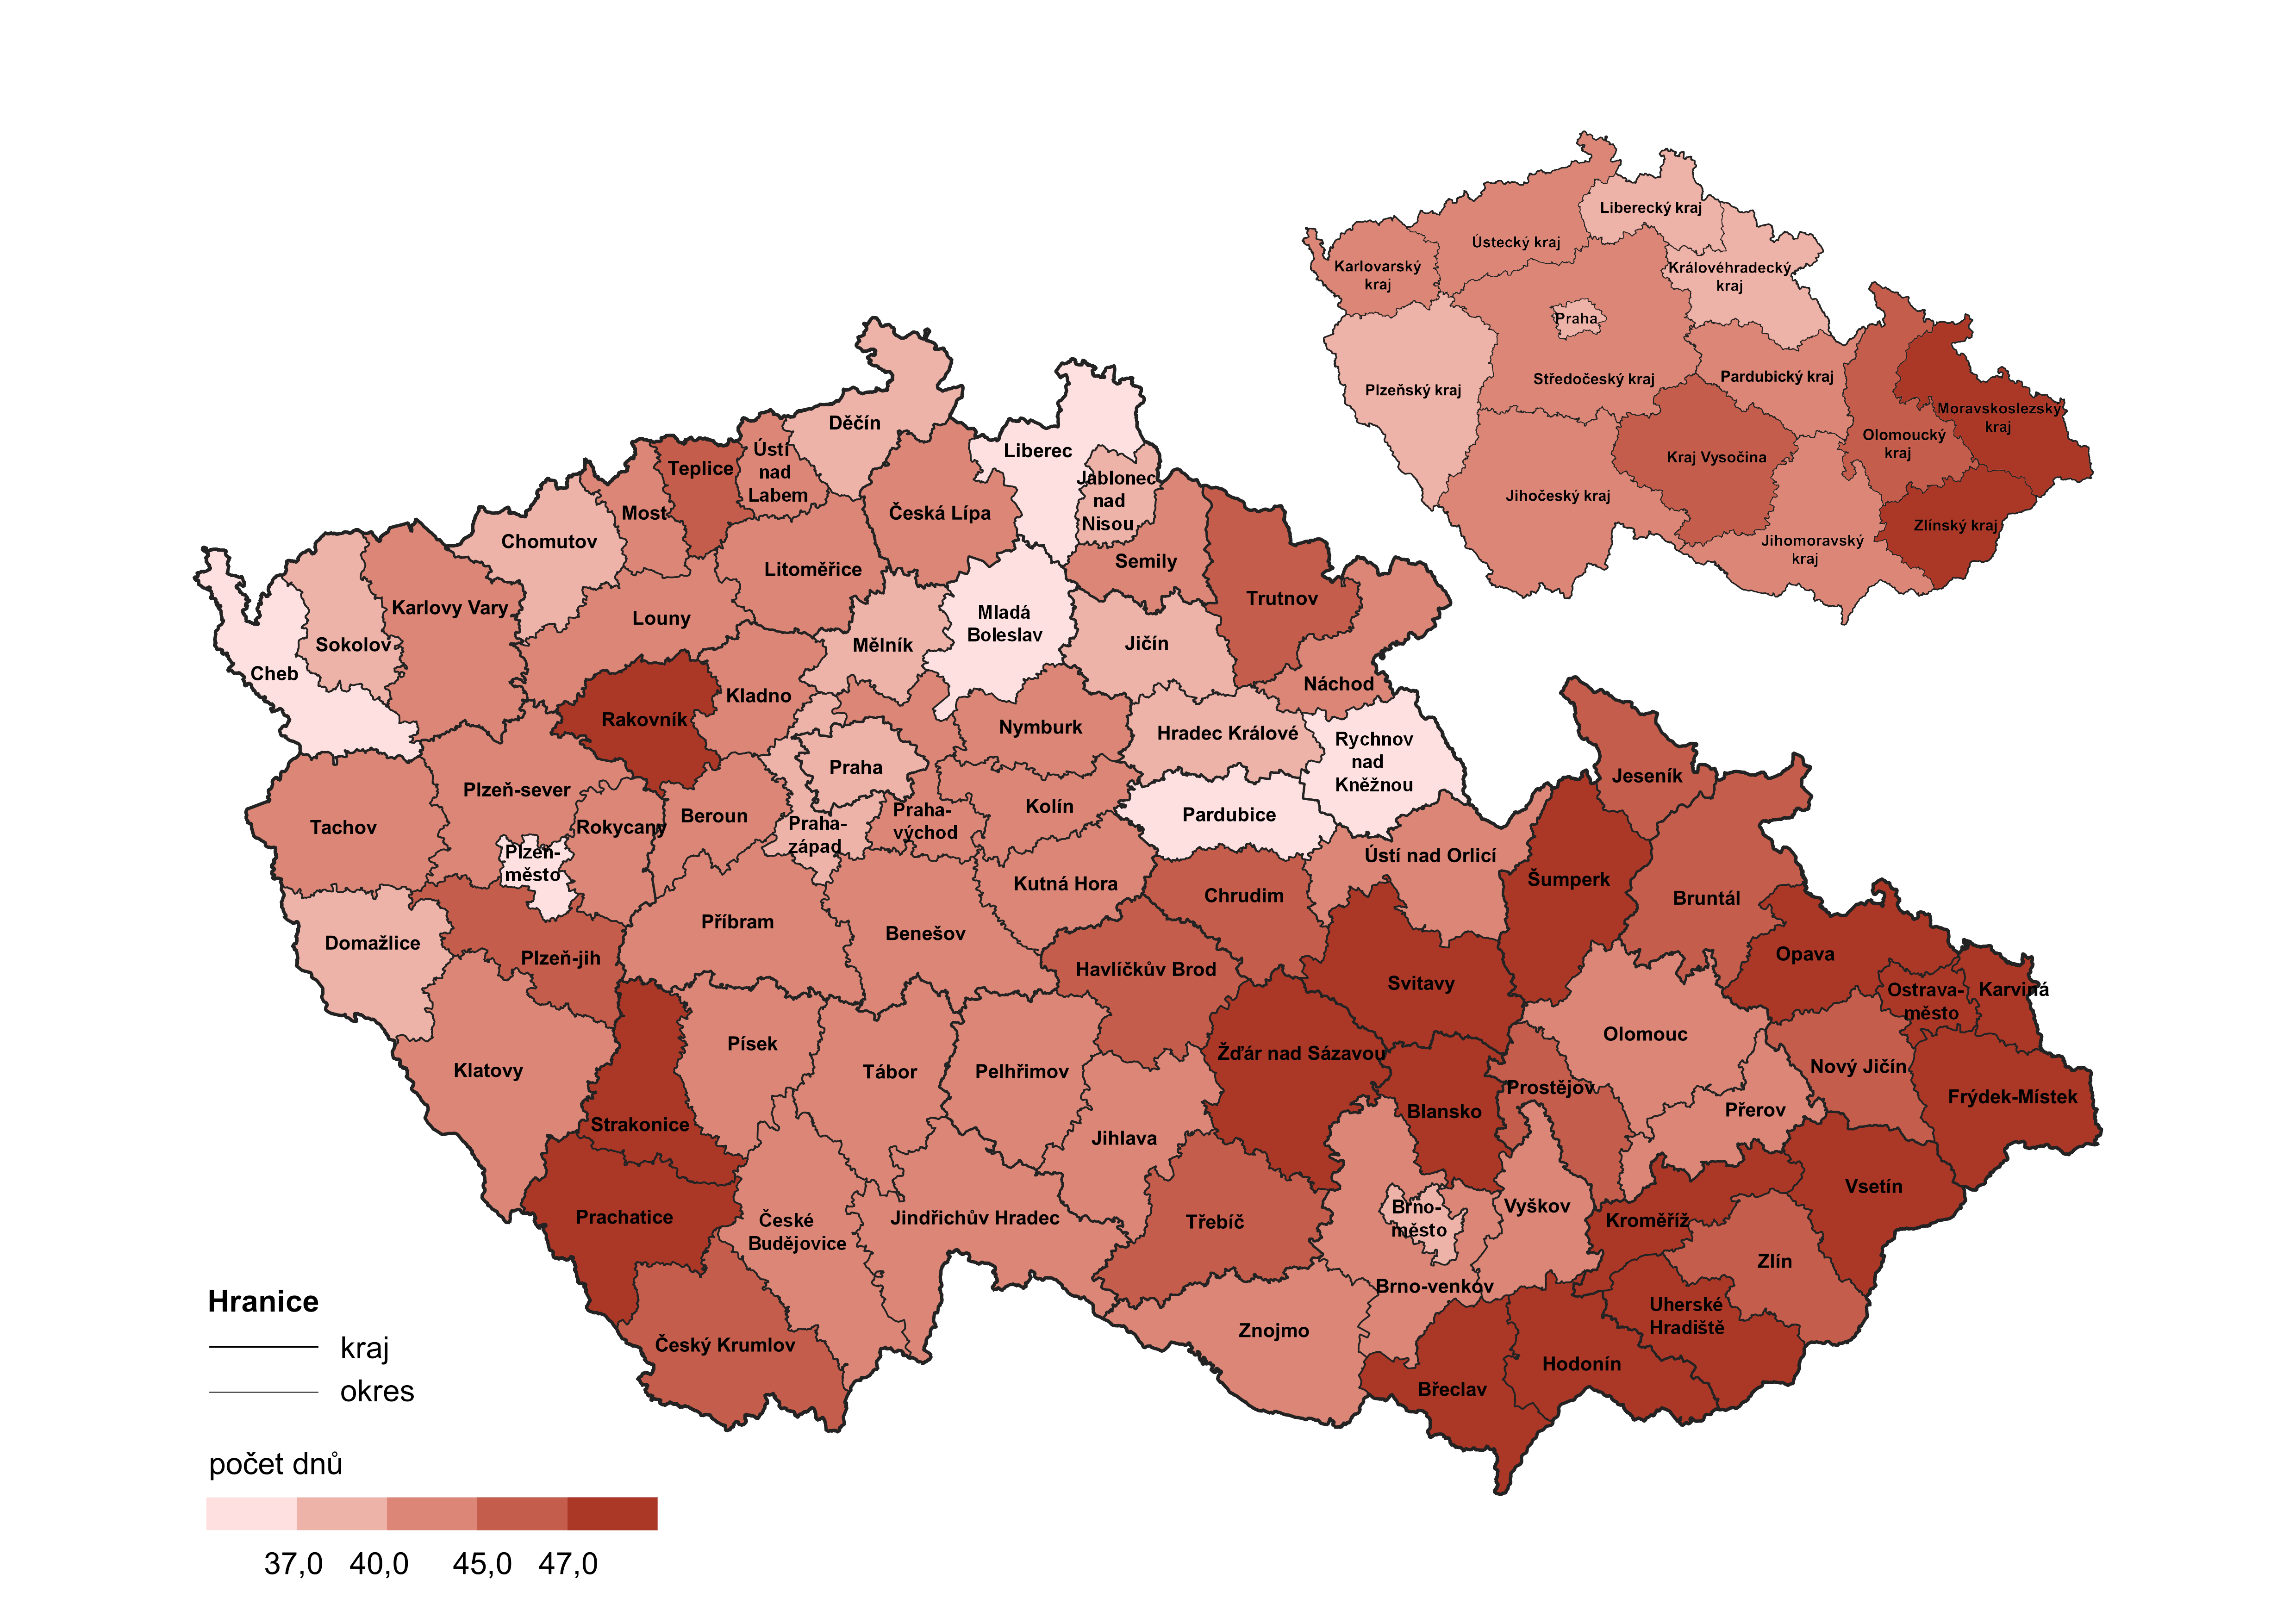 Liberecký kraj
Ústecký kraj
Karlovarský
kraj
Královéhradecký
kraj
Praha
Plzeňský kraj
Středočeský kraj
Pardubický kraj
Moravskoslezský
kraj
Olomoucký
kraj
Kraj Vysočina
Jihočeský kraj
Zlínský kraj
Jihomoravský
kraj
Děčín
Liberec
Ústí
nad
Labem
Teplice
Jablonec
nad
Nisou
Most
Česká Lípa
Chomutov
Semily
Litoměřice
Trutnov
Karlovy Vary
Louny
Mladá
Boleslav
Sokolov
Mělník
Jičín
Cheb
Náchod
Kladno
Rakovník
Nymburk
Hradec Králové
Rychnov
nad
Kněžnou
Praha
Jeseník
Plzeň-sever
Kolín
Pardubice
Beroun
Praha-
východ
Praha-
západ
Tachov
Rokycany
Plzeň-
město
Ústí nad Orlicí
Šumperk
Kutná Hora
Chrudim
Bruntál
Příbram
Benešov
Domažlice
Plzeň-jih
Opava
Havlíčkův Brod
Svitavy
Ostrava-
město
Karviná
Olomouc
Písek
Žďár nad Sázavou
Klatovy
Tábor
Pelhřimov
Nový Jičín
Prostějov
Frýdek-Místek
Blansko
Přerov
Strakonice
Jihlava
Vsetín
Prachatice
České
Budějovice
Jindřichův Hradec
Třebíč
Brno-
město
Vyškov
Kroměříž
Zlín
Brno-venkov
Uherské
Hradiště
Znojmo
Český Krumlov
Hodonín
Břeclav
Hranice
kraj
okres
počet dnů
37,0 40,0 45,0 47,0